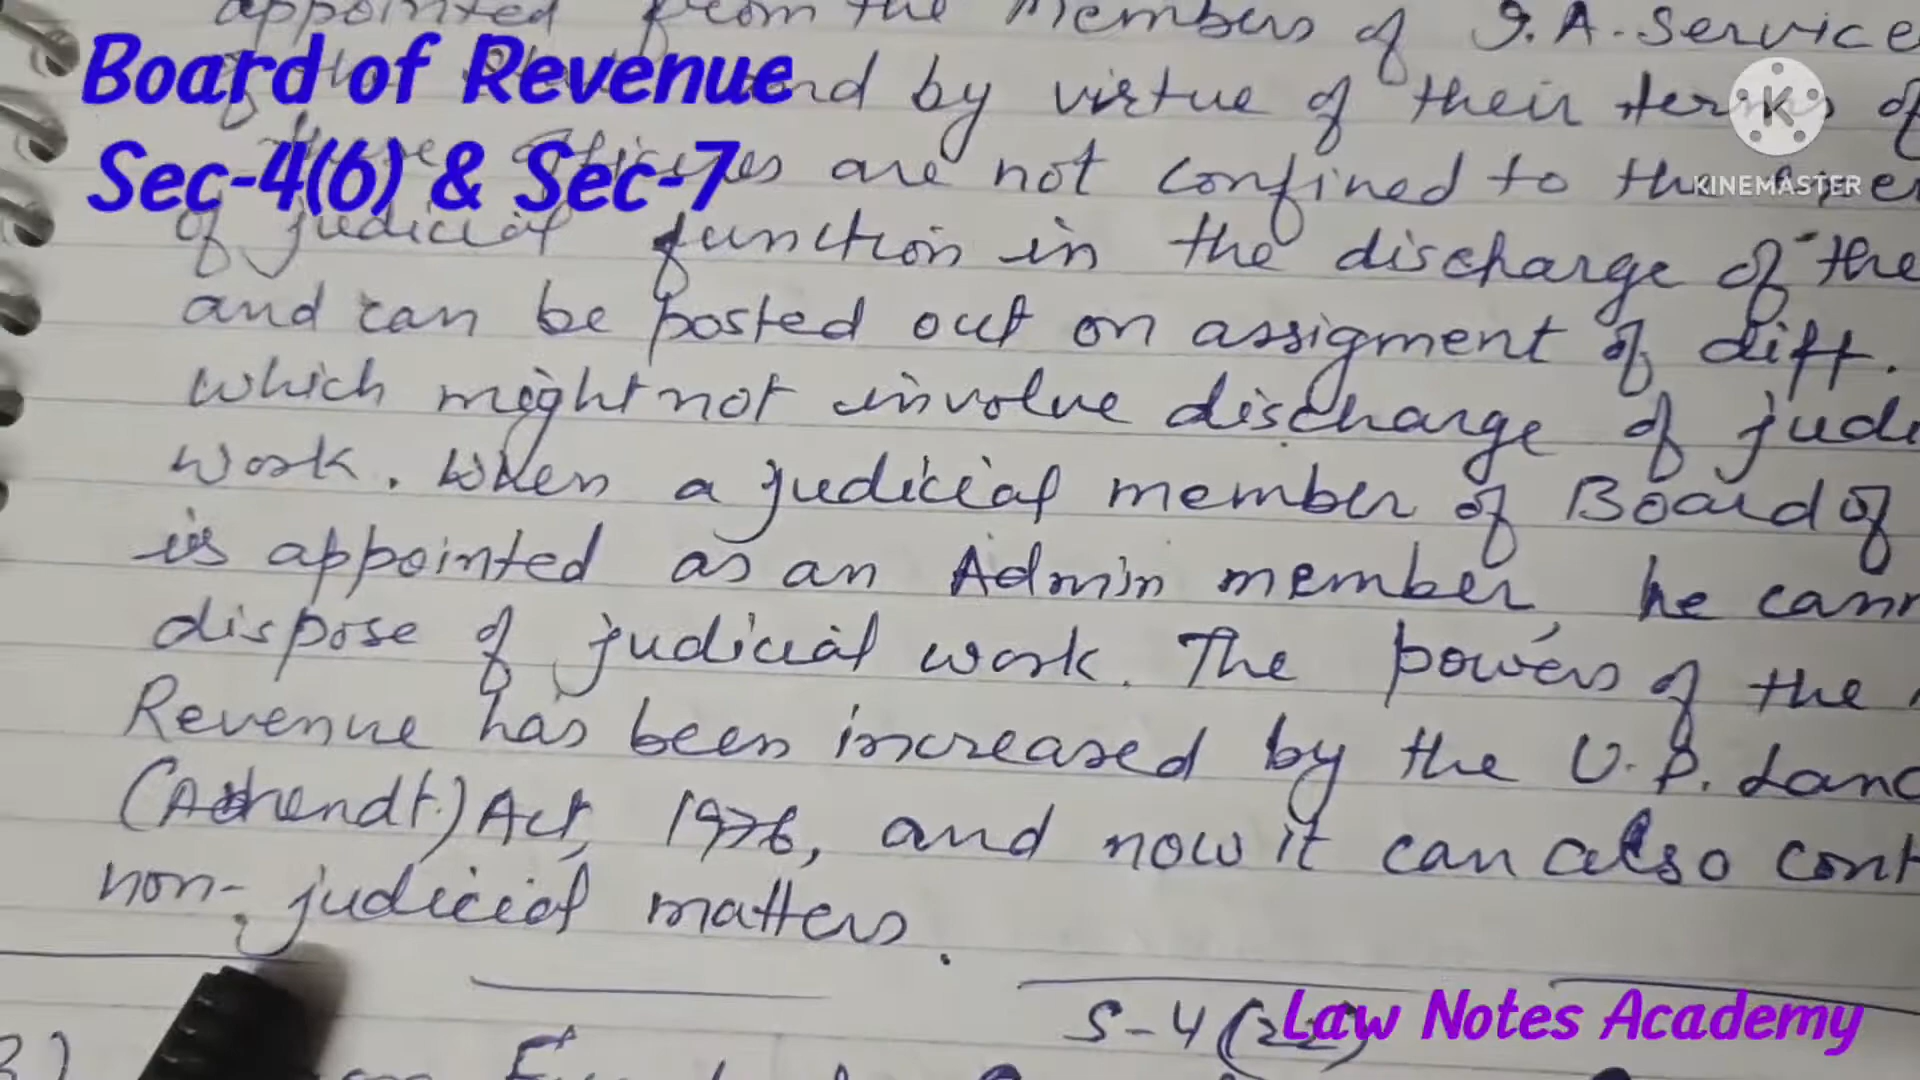 appointed from the members of I.A. Service
Board of Revenue
and by virtue of their terms of
Sec-4(6) & Sec-7
are not confined to the
KINEMASTER
of judicial function in the discharge of the
and can be posted out on assigment of diff.
which might not involve discharge of judi
work. When a judicial member of Board of
is appointed as an Admin member, he cann
dispose of judicial work. The powers of the
Revenue has been increased by the U.P. Land
(Amendt.) Act, 1976, and now it can also cont
non-judicial matters.
S-4 (22)
Law Notes Academy